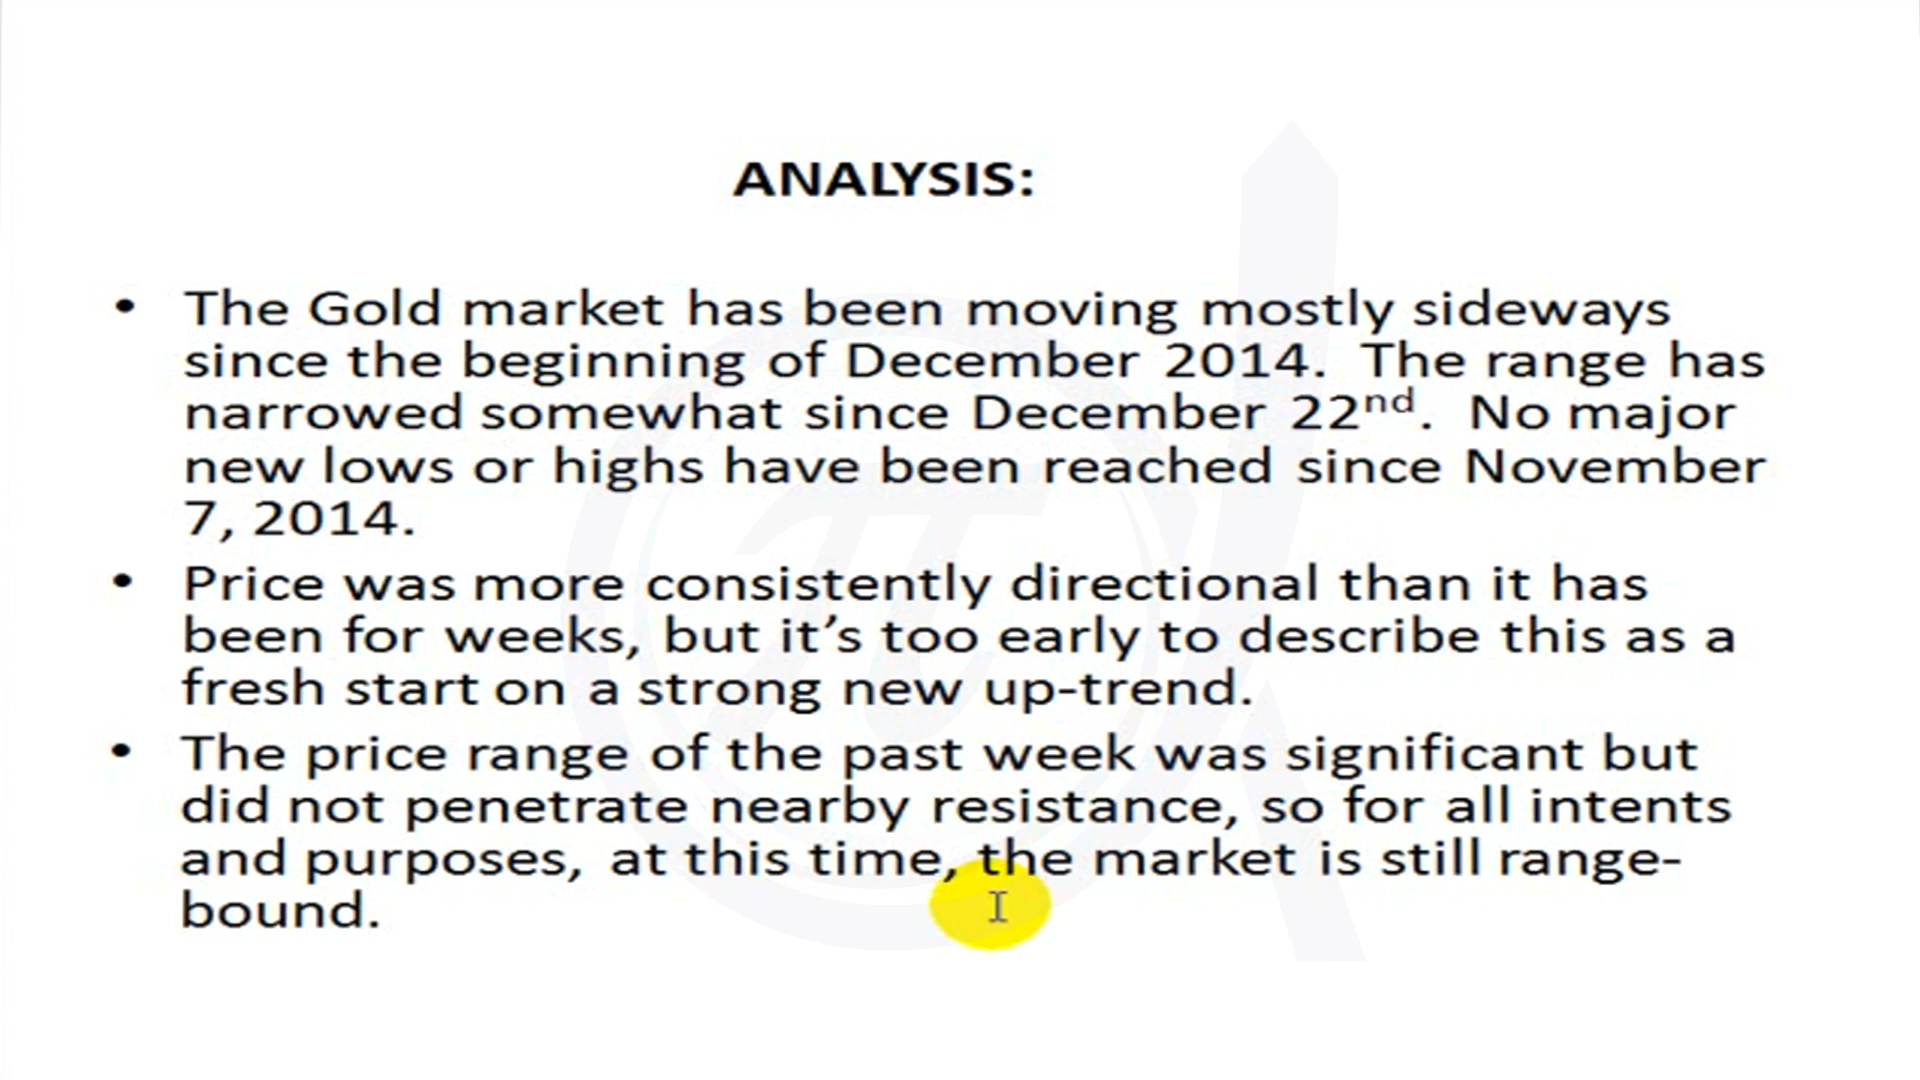 ANALYSIS:
• The Gold market has been moving mostly sideways
since the beginning of December 2014. The range has
narrowed somewhat since December 22nd. No major
new lows or highs have been reached since November
7, 2014.
• Price was more consistently directional than it has
been for weeks, but it’s too early to describe this as a
fresh start on a strong new up-trend.
• The price range of the past week was significant but
did not penetrate nearby resistance, so for all intents
and purposes, at this time, the market is still range-
bound.